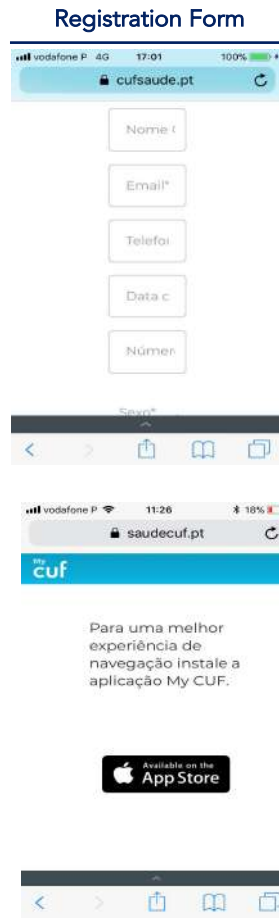 Registration Form
vodafone P 4G 17:01 100%
cufsaude.pt
Nome (
Email*
Telefo
Data c
Númer
Sexo*
vodafone P 11:26 18%
saudecuf.pt
My
cuf
Para uma melhor
experiência de
navegação instale a
aplicação My CUF.
Available on the
App Store